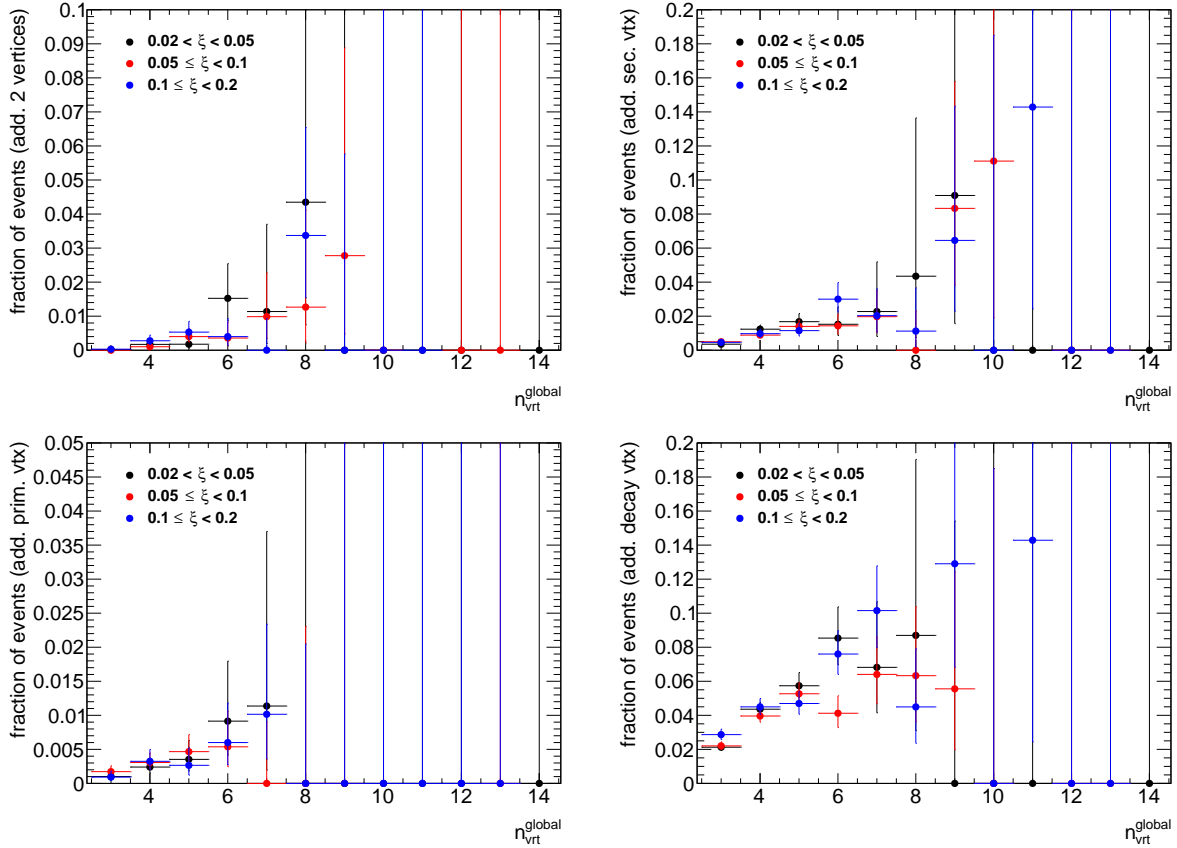 fraction of events (add. 2 vertices)
0.1
0.09
0.08
0.07
0.06
0.05
0.04
0.03
0.02
0.01
0
0.02 < ξ < 0.05
0.05 ≤ ξ < 0.1
0.1 ≤ ξ < 0.2
4 6 8 10 12 14
n_vrt^global
fraction of events (add. sec. vtx)
0.2
0.18
0.16
0.14
0.12
0.1
0.08
0.06
0.04
0.02
0
0.02 < ξ < 0.05
0.05 ≤ ξ < 0.1
0.1 ≤ ξ < 0.2
4 6 8 10 12 14
n_vrt^global
fraction of events (add. prim. vtx)
0.05
0.045
0.04
0.035
0.03
0.025
0.02
0.015
0.01
0.005
0
0.02 < ξ < 0.05
0.05 ≤ ξ < 0.1
0.1 ≤ ξ < 0.2
4 6 8 10 12 14
n_vrt^global
fraction of events (add. decay vtx)
0.2
0.18
0.16
0.14
0.12
0.1
0.08
0.06
0.04
0.02
0
0.02 < ξ < 0.05
0.05 ≤ ξ < 0.1
0.1 ≤ ξ < 0.2
4 6 8 10 12 14
n_vrt^global